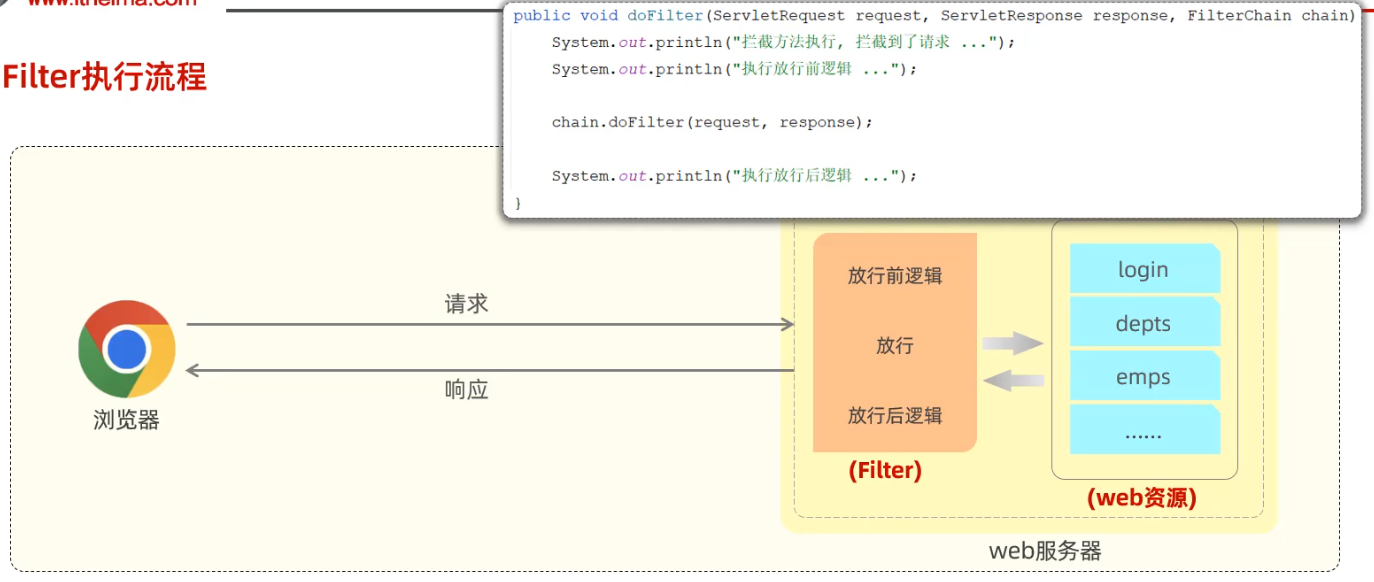 www.itheima.com
Filter执行流程
public void doFilter(ServletRequest request, ServletResponse response, FilterChain chain)
System.out.println("拦截方法执行, 拦截到了请求 ...");
System.out.println("执行放行前逻辑 ...");
chain.doFilter(request, response);
System.out.println("执行放行后逻辑 ...");
}
浏览器
请求
响应
放行前逻辑
放行
放行后逻辑
(Filter)
login
depts
emps
......
(web资源)
web服务器